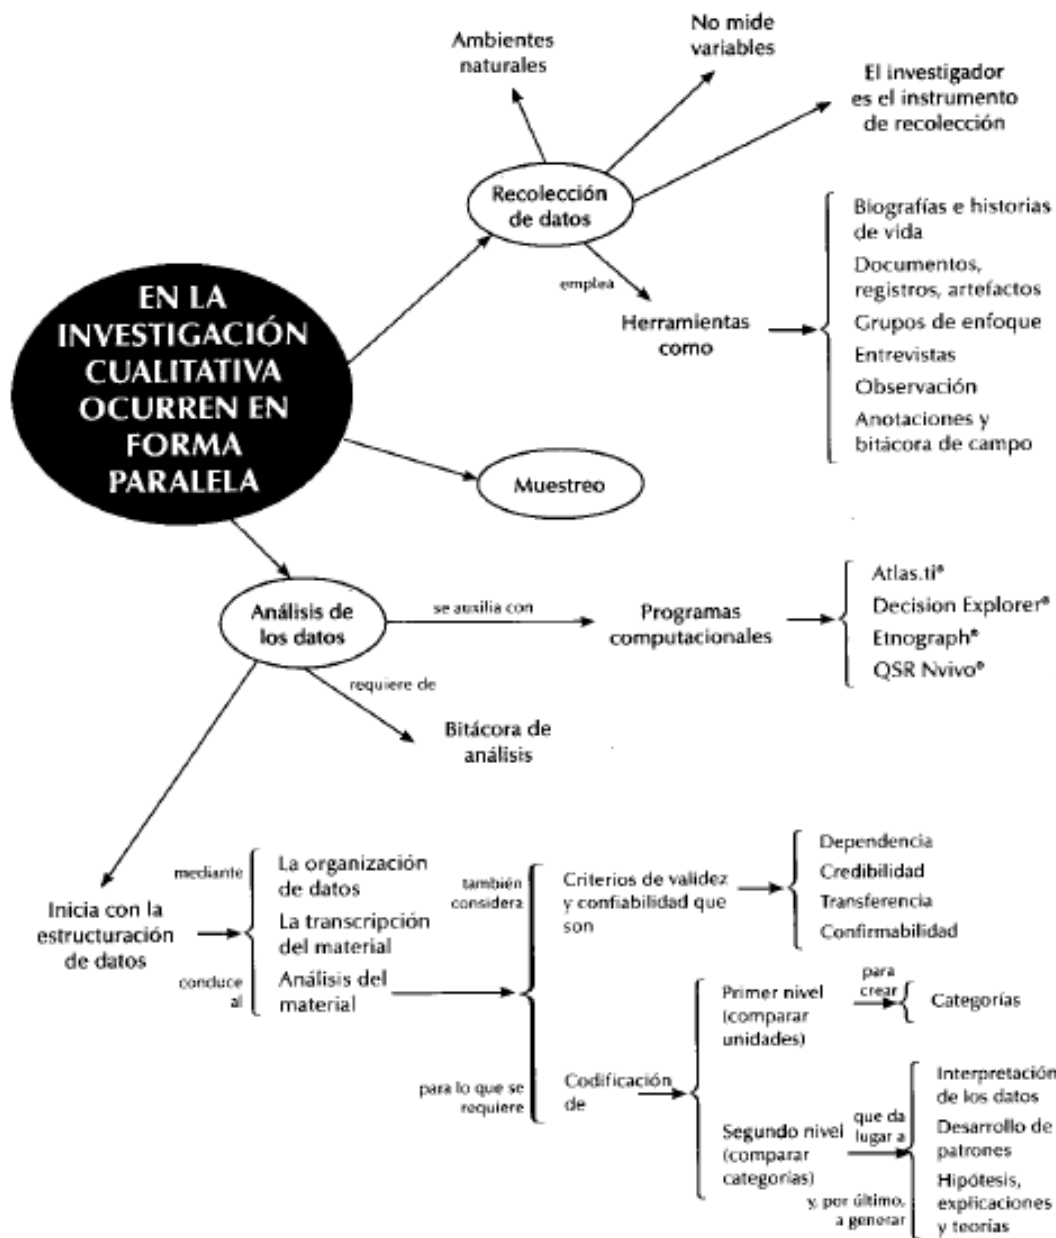 Ambientes
naturales
No mide
variables
El investigador
es el instrumento
de recolección
Recolección
de datos
emplea
Herramientas
como
Biografías e historias
de vida
Documentos,
registros, artefactos
Grupos de enfoque
Entrevistas
Observación
Anotaciones y
bitácora de campo
EN LA
INVESTIGACIÓN
CUALITATIVA
OCURREN EN
FORMA
PARALELA
Muestreo
Análisis de
los datos
se auxilia con
Programas
computacionales
Atlas.ti®
Decision Explorer®
Etnograph®
QSR Nvivo®
requiere de
Bitácora de
análisis
Inicia con la
estructuración
de datos
mediante
La organización
de datos
La transcripción
del material
conduce
al
Análisis del
material
también
considera
Criterios de validez
y confiabilidad que
son
Dependencia
Credibilidad
Transferencia
Confirmabilidad
para lo que se
requiere
Codificación
de
Primer nivel
(comparar
unidades)
para
crear
Categorías
Segundo nivel
(comparar
categorías)
que da
lugar a
Interpretación
de los datos
Desarrollo de
patrones
y, por último,
a generar
Hipótesis,
explicaciones
y teorías